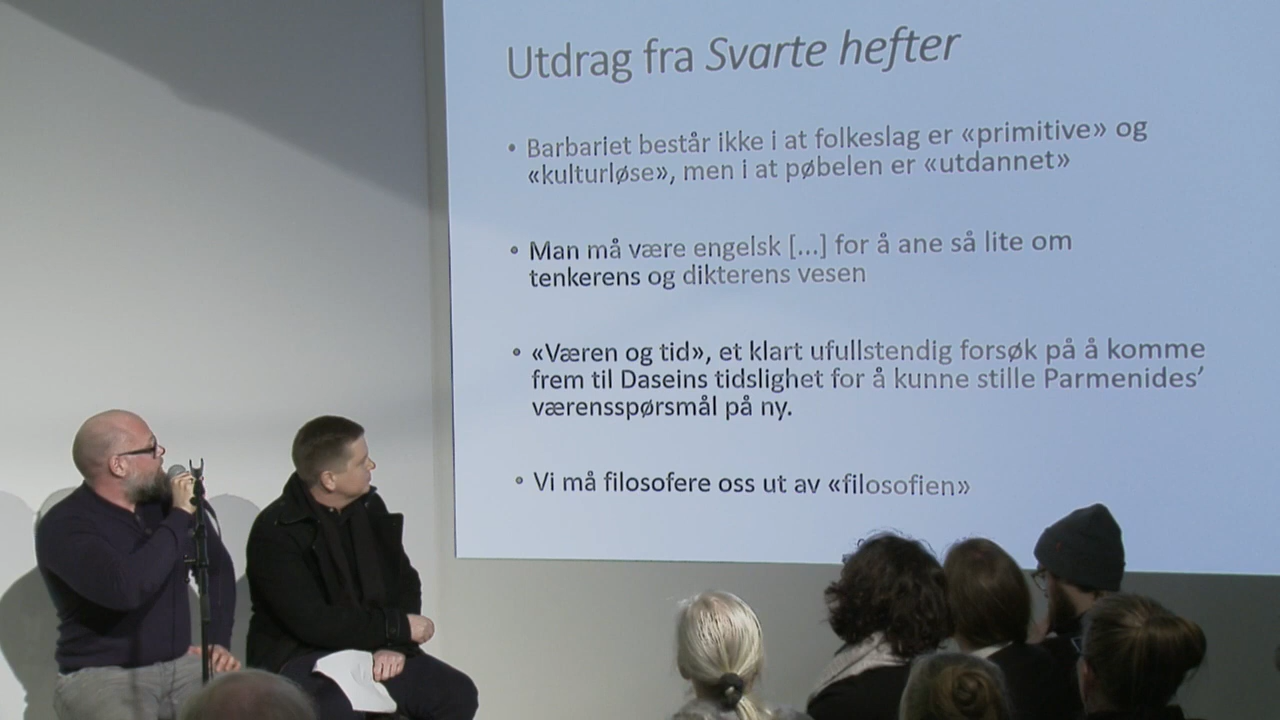 Utdrag fra Svarte hefter
• Barbariet består ikke i at folkeslag er «primitive» og
«kulturløse», men i at pøbelen er «utdannet»
• Man må være engelsk [...] for å ane så lite om
tenkerens og dikterens vesen
• «Væren og tid», et klart ufullstendig forsøk på å komme
frem til Daseins tidslighet for å kunne stille Parmenides’
værensspørsmål på ny.
• Vi må filosofere oss ut av «filosofien»